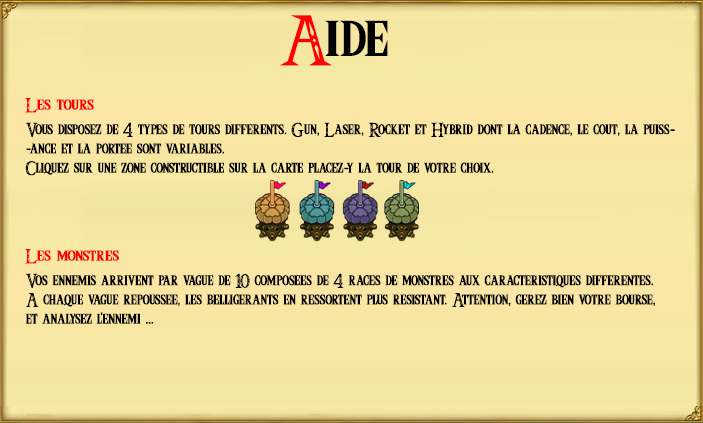 Aide
Les tours
Vous disposez de 4 types de tours differents. Gun, Laser, Rocket et Hybrid dont la cadence, le cout, la puiss-
-ance et la portee sont variables.
Cliquez sur une zone constructible sur la carte placez-y la tour de votre choix.
Les monstres
Vos ennemis arrivent par vague de 10 composees de 4 races de monstres aux caracteristiques differentes.
A chaque vague repoussee, les belligerants en ressortent plus resistant. Attention, gerez bien votre bourse,
et analysez l'ennemi ...